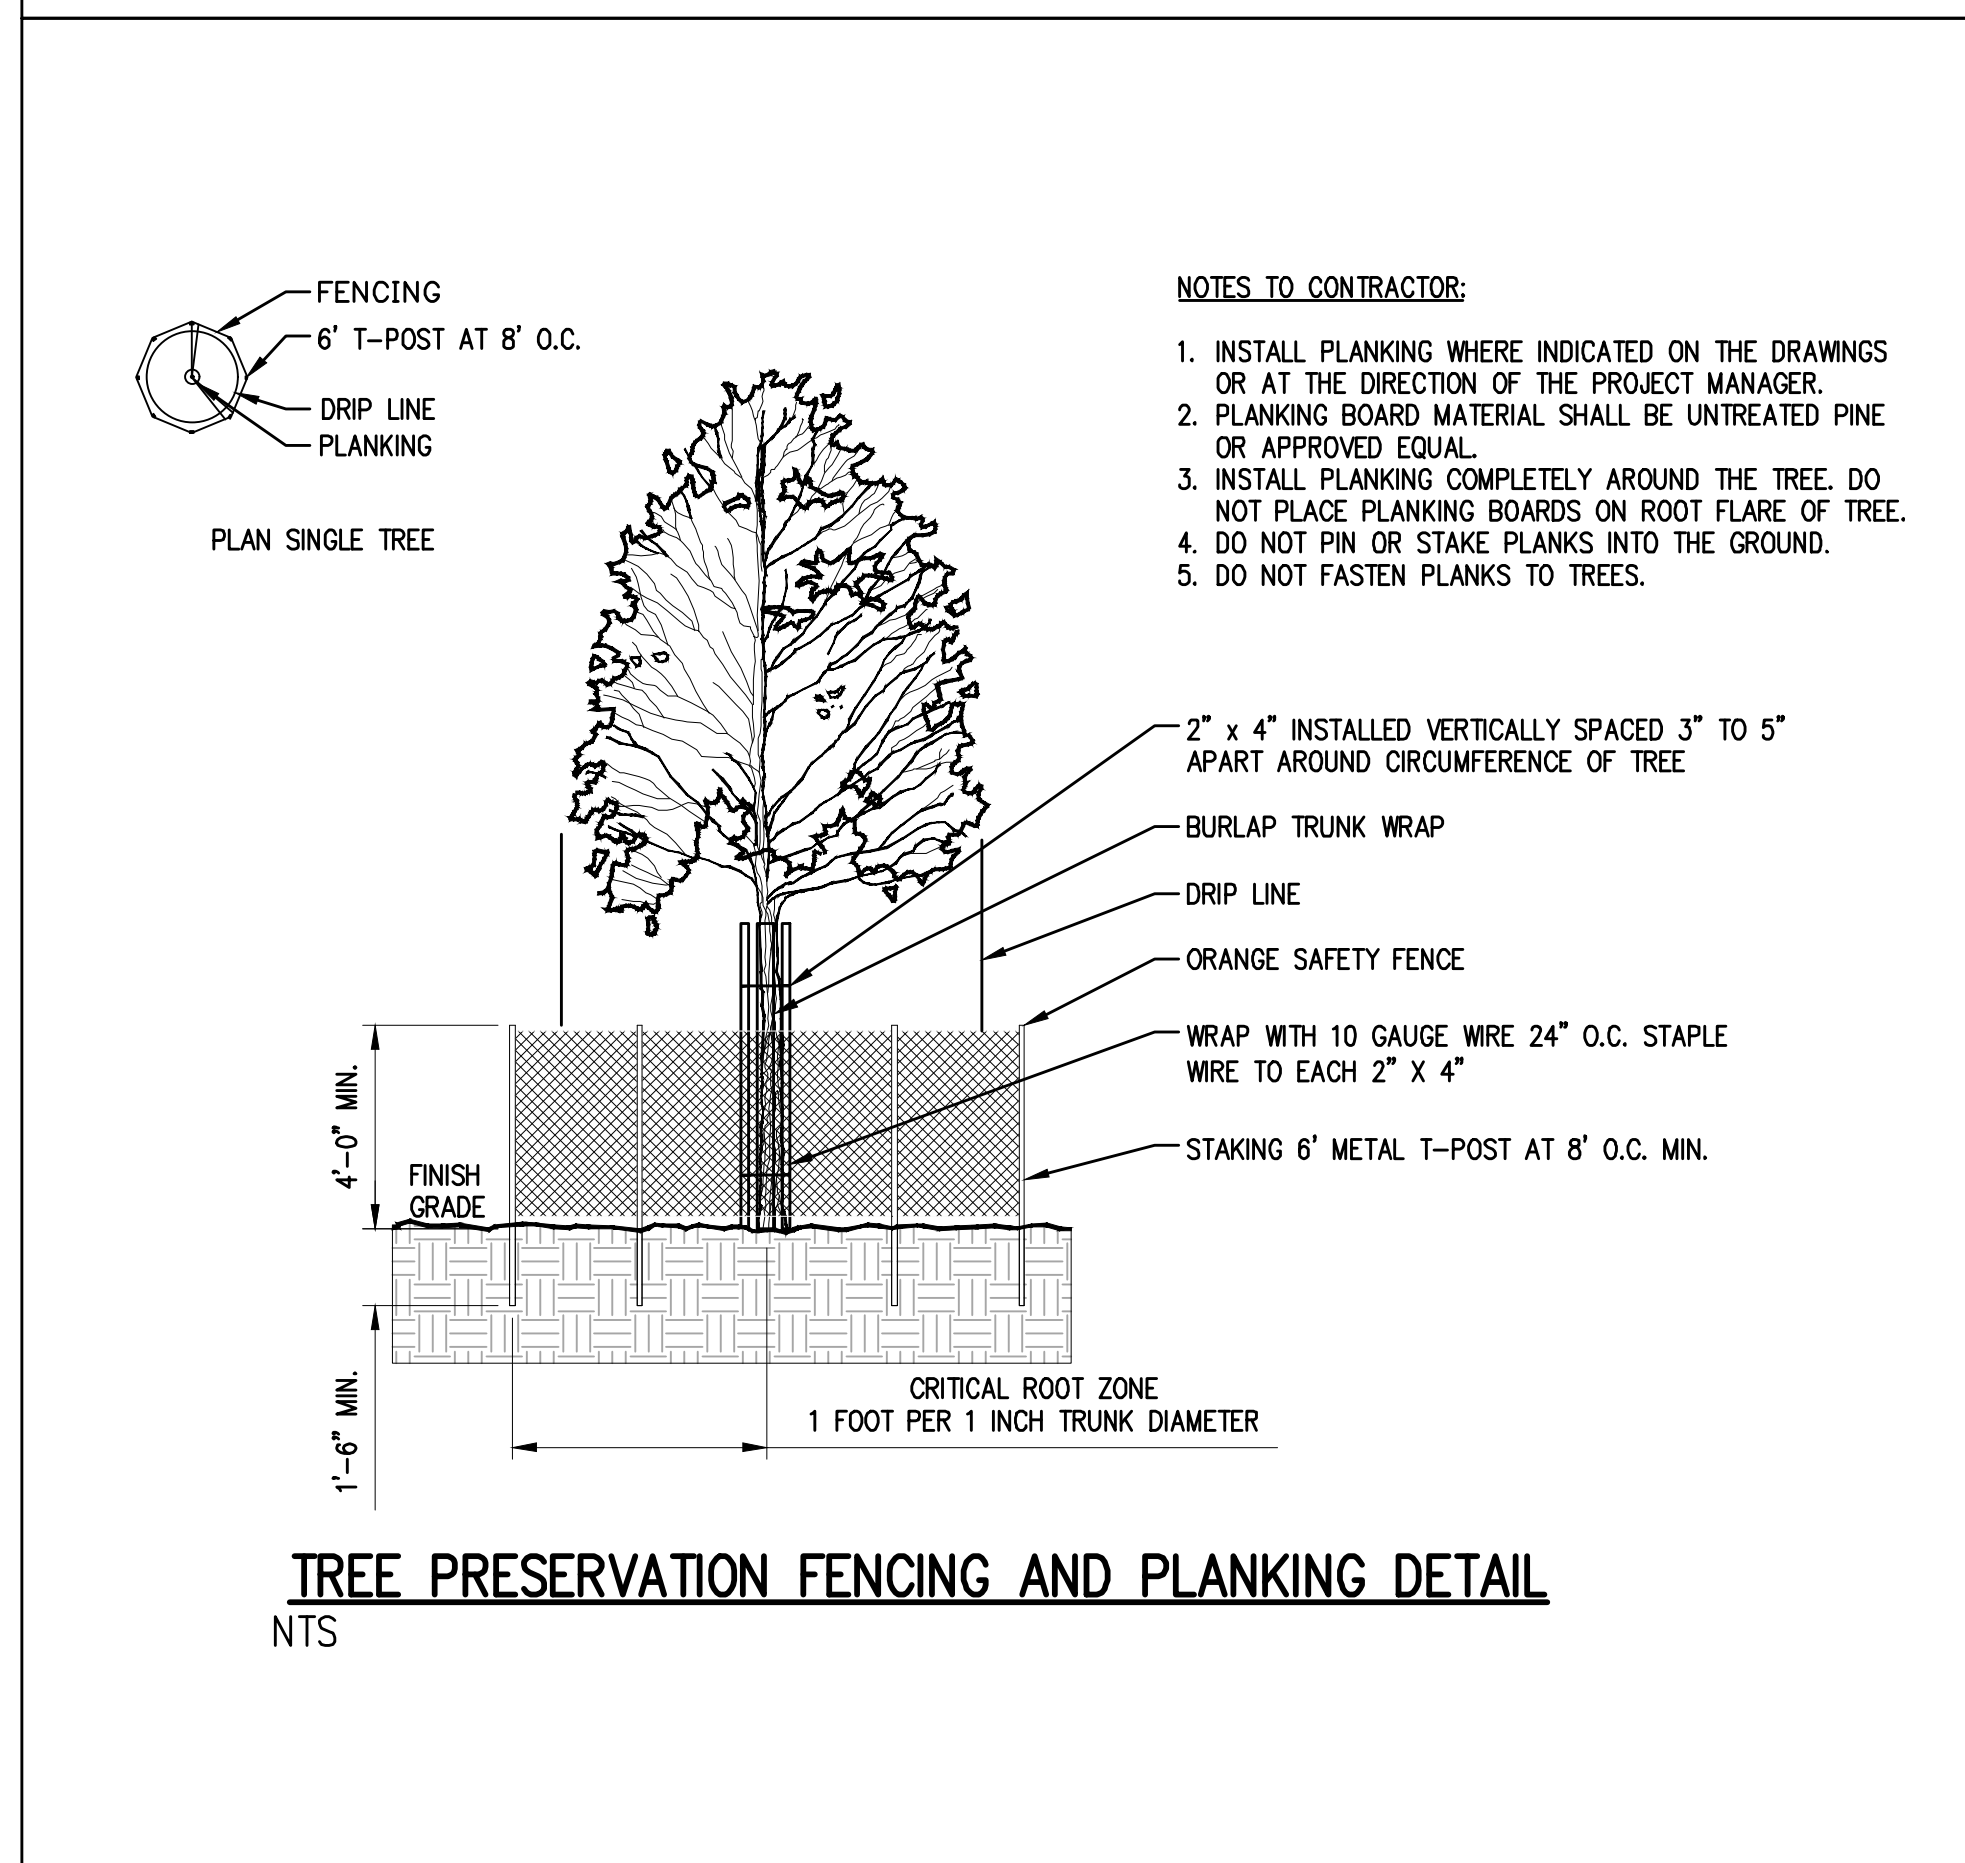 FENCING
6' T-POST AT 8' O.C.
DRIP LINE
PLANKING
PLAN SINGLE TREE
NOTES TO CONTRACTOR:
1. INSTALL PLANKING WHERE INDICATED ON THE DRAWINGS
OR AT THE DIRECTION OF THE PROJECT MANAGER.
2. PLANKING BOARD MATERIAL SHALL BE UNTREATED PINE
OR APPROVED EQUAL.
3. INSTALL PLANKING COMPLETELY AROUND THE TREE. DO
NOT PLACE PLANKING BOARDS ON ROOT FLARE OF TREE.
4. DO NOT PIN OR STAKE PLANKS INTO THE GROUND.
5. DO NOT FASTEN PLANKS TO TREES.
2" x 4" INSTALLED VERTICALLY SPACED 3" TO 5"
APART AROUND CIRCUMFERENCE OF TREE
BURLAP TRUNK WRAP
DRIP LINE
ORANGE SAFETY FENCE
WRAP WITH 10 GAUGE WIRE 24" O.C. STAPLE
WIRE TO EACH 2" X 4"
STAKING 6' METAL T-POST AT 8' O.C. MIN.
4'-0" MIN.
FINISH
GRADE
1'-6" MIN.
CRITICAL ROOT ZONE
1 FOOT PER 1 INCH TRUNK DIAMETER
TREE PRESERVATION FENCING AND PLANKING DETAIL
NTS